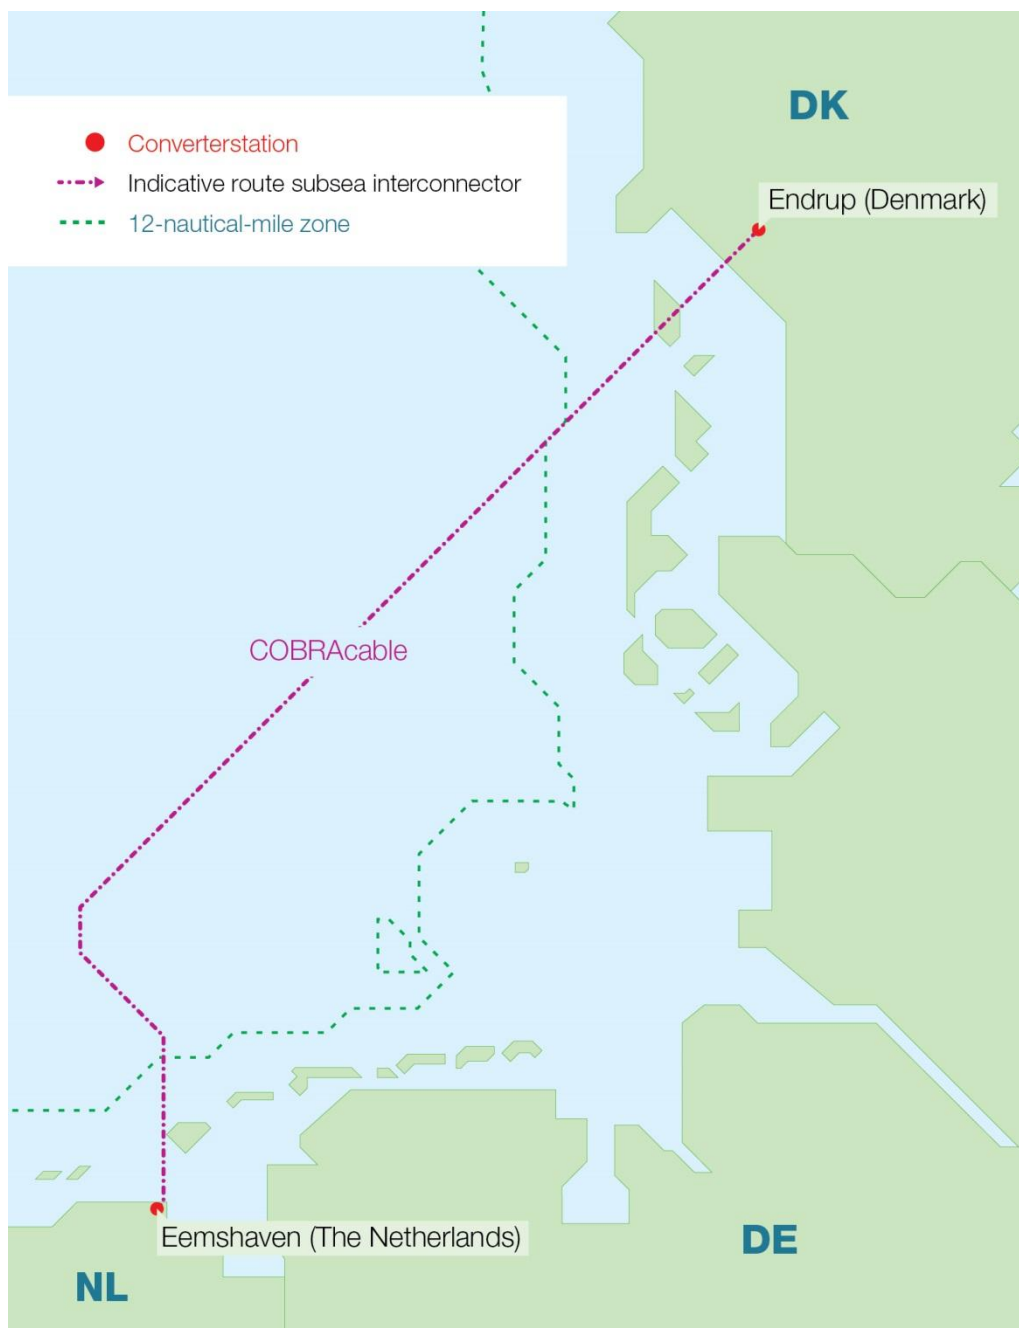 DK
Converterstation
Indicative route subsea interconnector
12-nautical-mile zone
Endrup (Denmark)
COBRAcable
Eemshaven (The Netherlands)
DE
NL